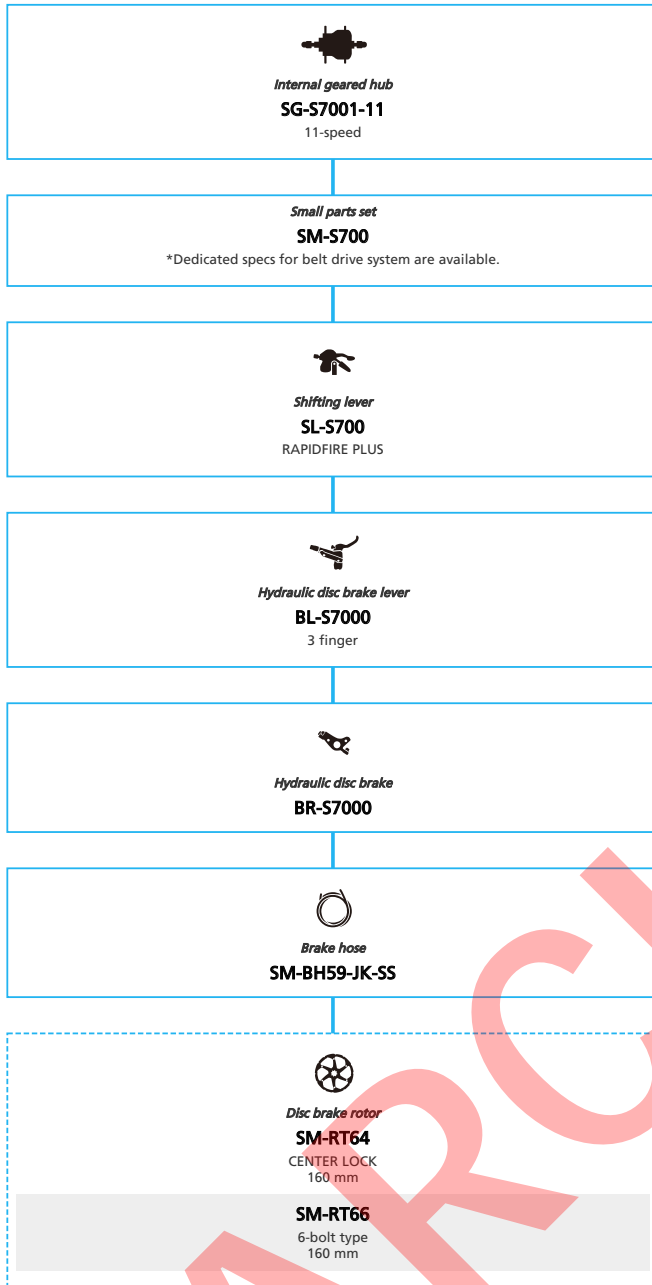 Internal geared hub
SG-S7001-11
11-speed
Small parts set
SM-S700
*Dedicated specs for belt drive system are available.
Shifting lever
SL-S700
RAPIDFIRE PLUS
Hydraulic disc brake lever
BL-S7000
3 finger
Hydraulic disc brake
BR-S7000
Brake hose
SM-BH59-JK-SS
Disc brake rotor
SM-RT64
CENTER LOCK
160 mm
SM-RT66
6-bolt type
160 mm